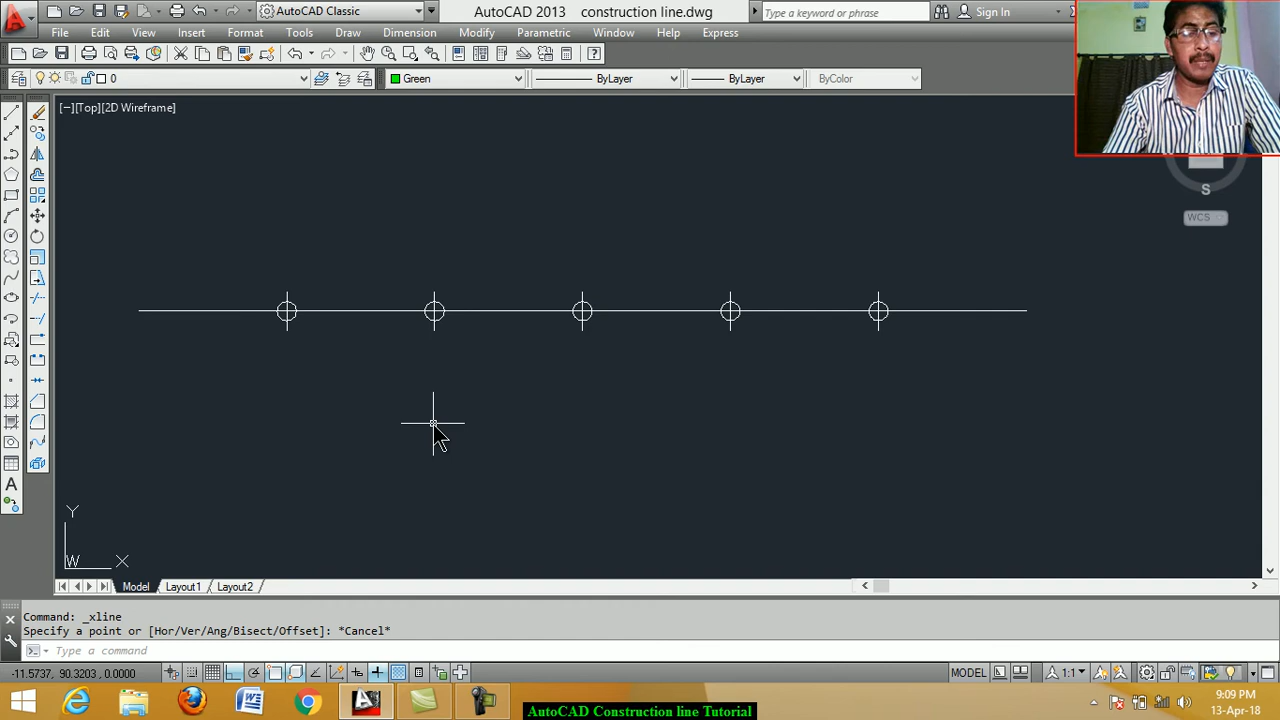 AutoCAD Classic
AutoCAD 2013 construction line.dwg
Type a keyword or phrase
Sign In
File Edit View Insert Format Tools Draw Dimension Modify Parametric Window Help Express
0
Green
ByLayer
ByLayer
ByColor
[−][Top][2D Wireframe]
S
WCS
Y
W X
Model Layout1 Layout2
Command: _xline
Specify a point or [Hor/Ver/Ang/Bisect/Offset]: *Cancel*
Type a command
-11.5737, 90.3203, 0.0000
MODEL
1:1
9:09 PM
13-Apr-18
AutoCAD Construction line Tutorial